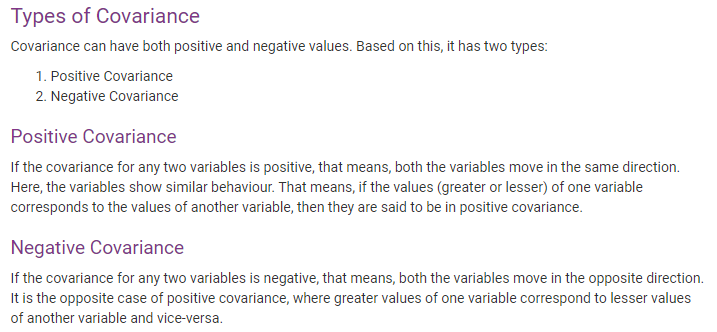 Types of Covariance
Covariance can have both positive and negative values. Based on this, it has two types:
1. Positive Covariance
2. Negative Covariance
Positive Covariance
If the covariance for any two variables is positive, that means, both the variables move in the same direction.
Here, the variables show similar behaviour. That means, if the values (greater or lesser) of one variable
corresponds to the values of another variable, then they are said to be in positive covariance.
Negative Covariance
If the covariance for any two variables is negative, that means, both the variables move in the opposite direction.
It is the opposite case of positive covariance, where greater values of one variable correspond to lesser values
of another variable and vice-versa.